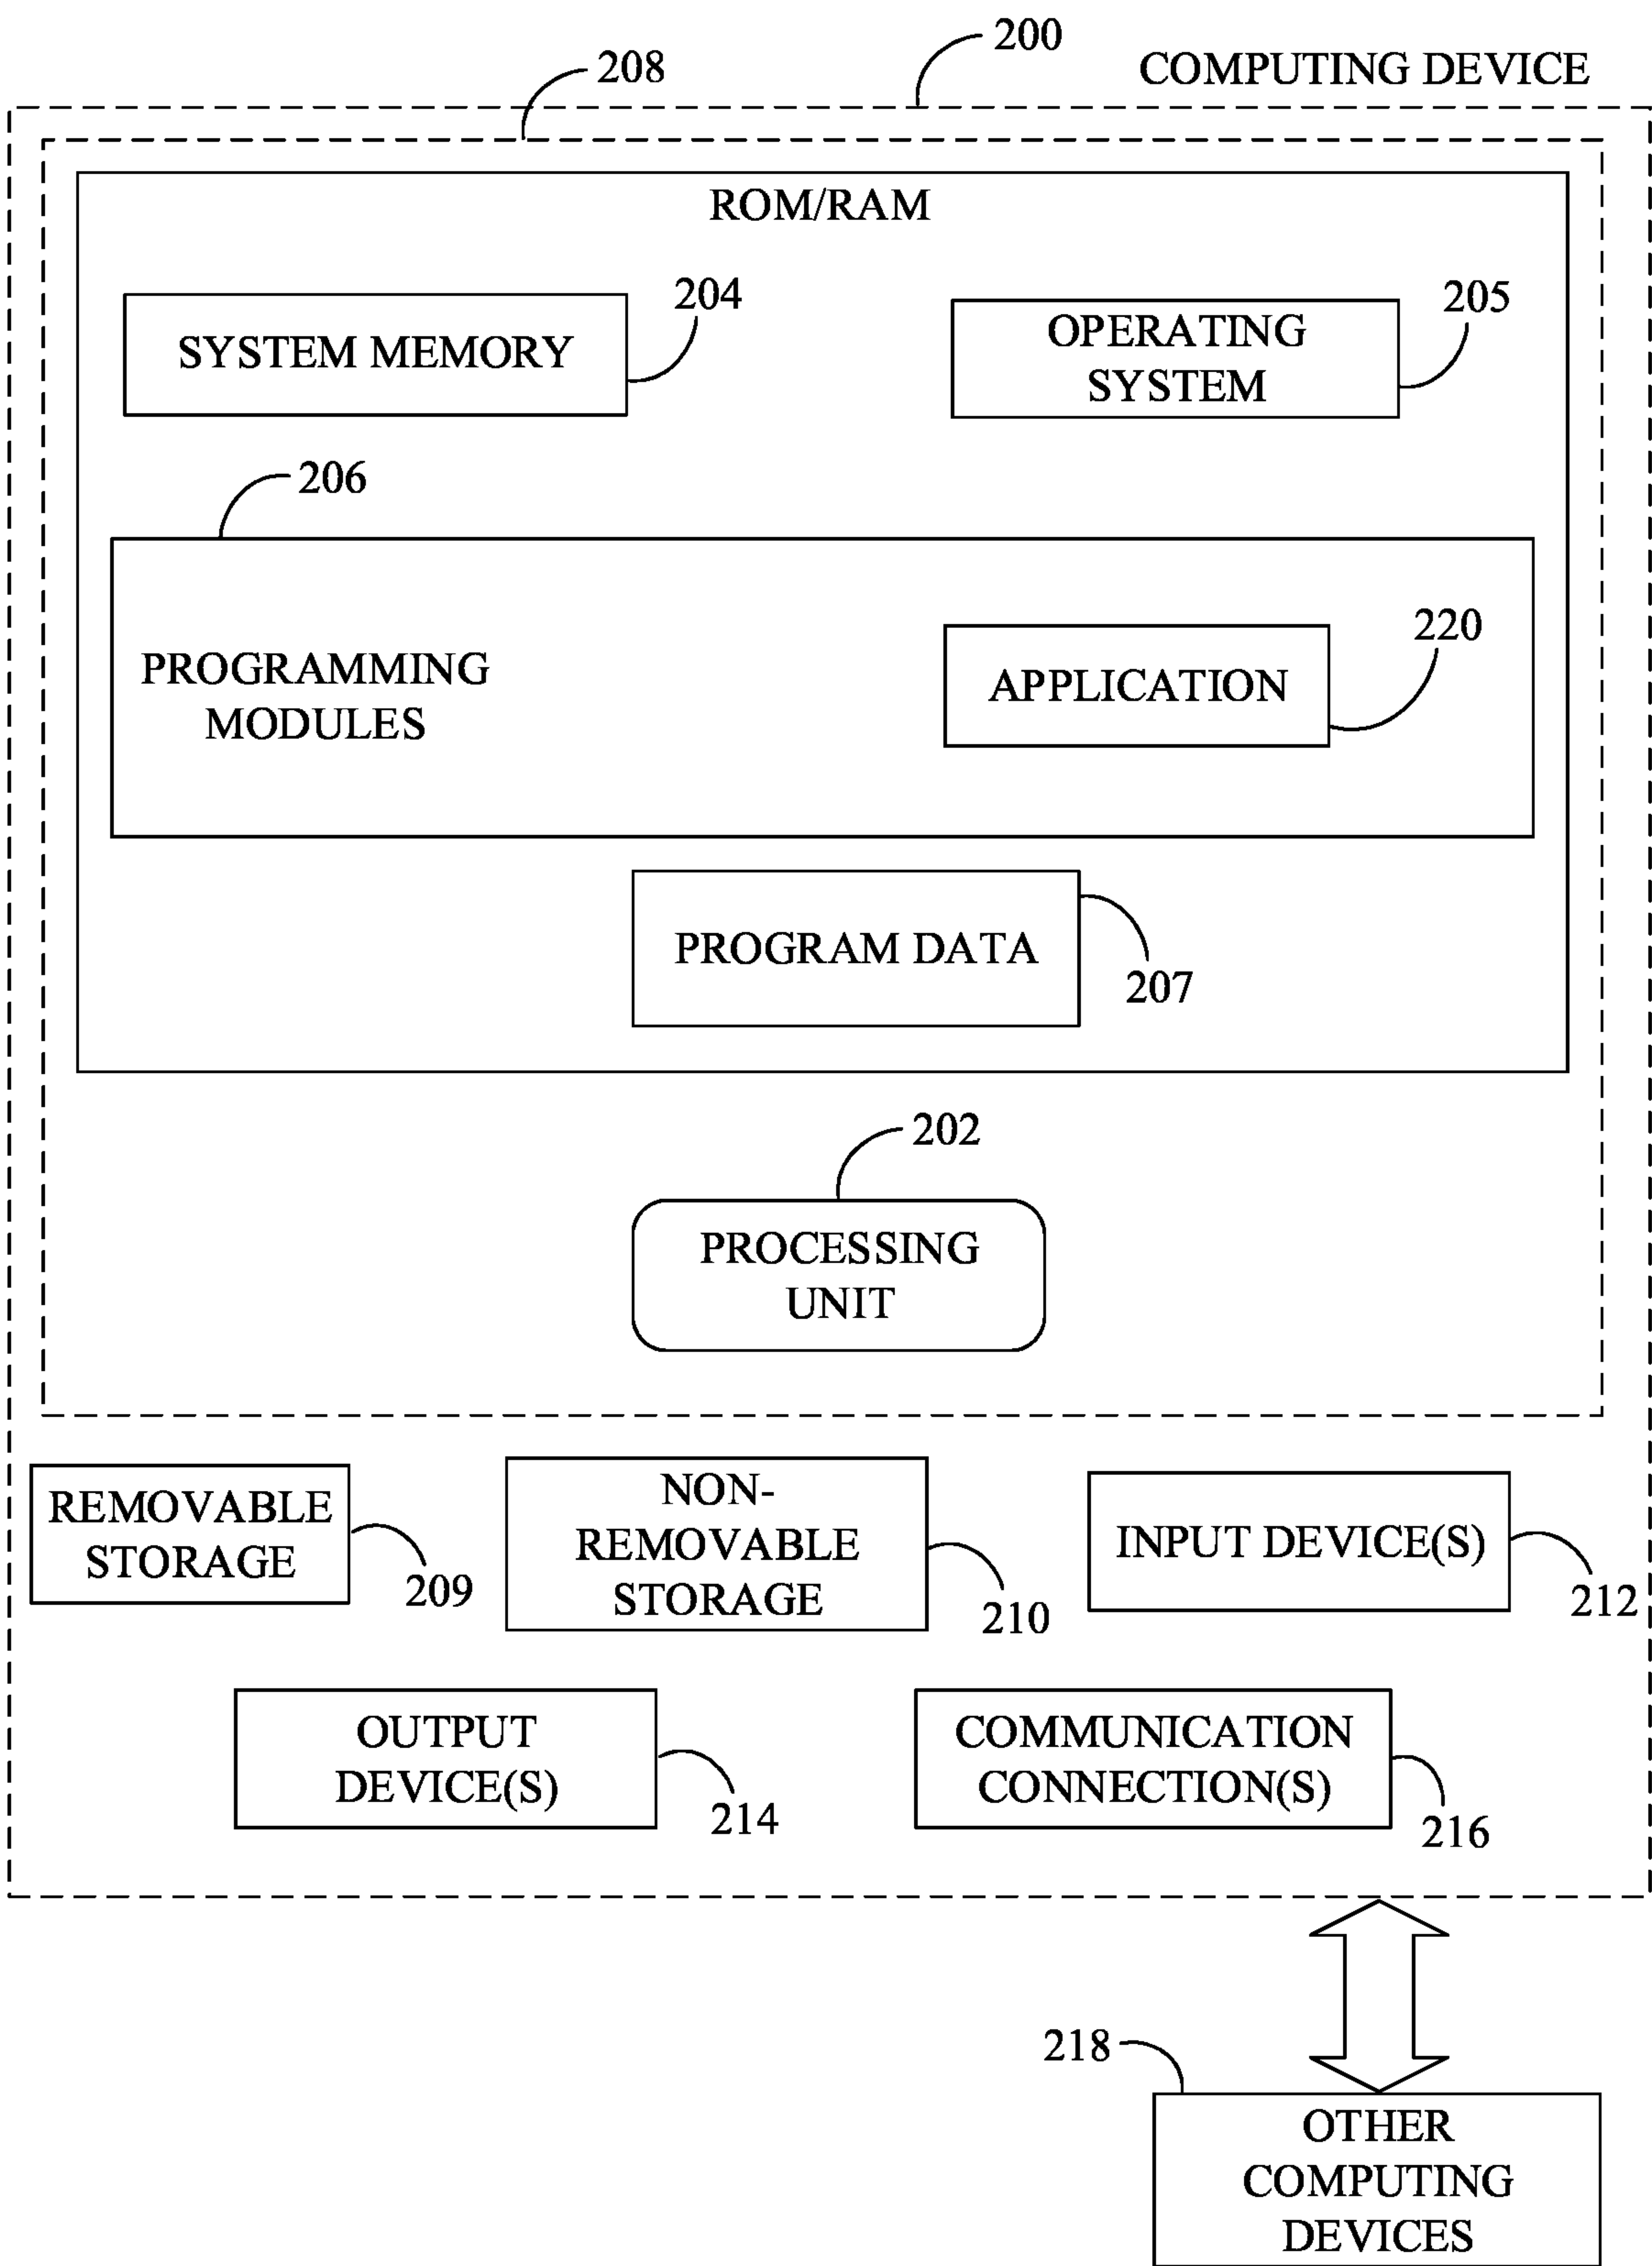 200
COMPUTING DEVICE
208
ROM/RAM
204
SYSTEM MEMORY
205
OPERATING
SYSTEM
206
PROGRAMMING
MODULES
220
APPLICATION
PROGRAM DATA
207
202
PROCESSING
UNIT
REMOVABLE
STORAGE
209
NON-
REMOVABLE
STORAGE
210
INPUT DEVICE(S)
212
OUTPUT
DEVICE(S)
214
COMMUNICATION
CONNECTION(S)
216
218
OTHER
COMPUTING
DEVICES